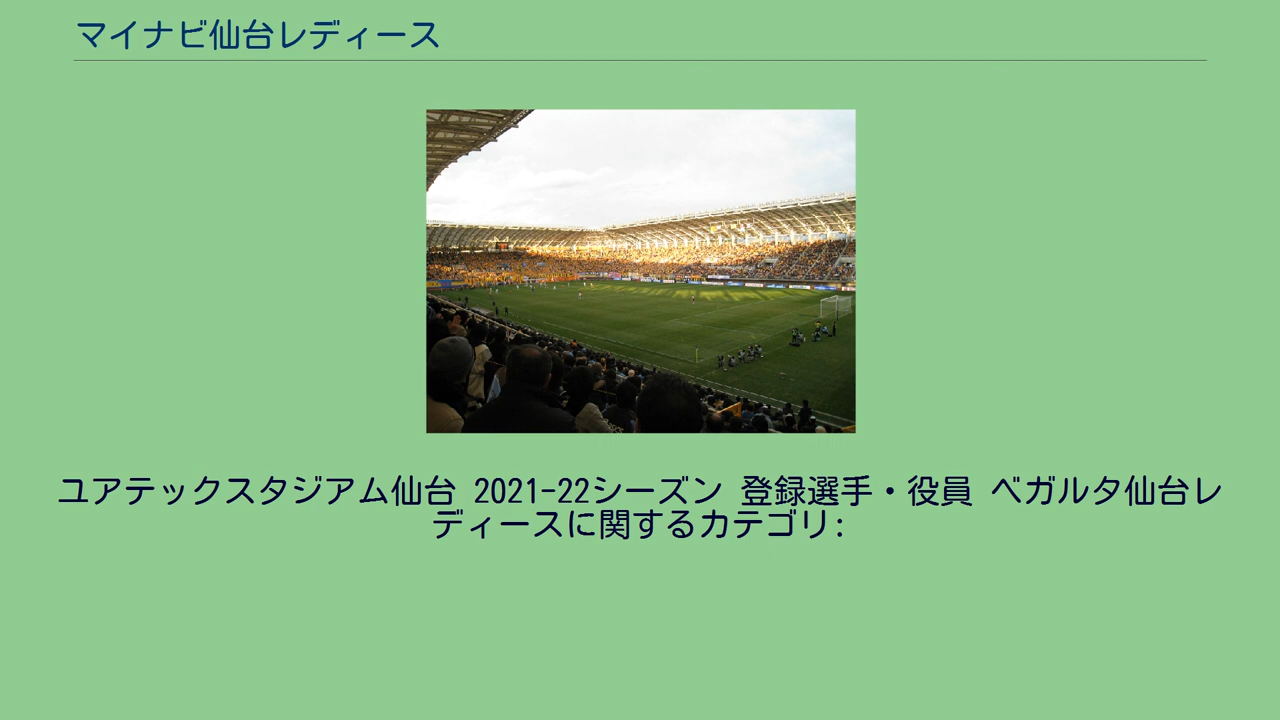 マイナビ仙台レディース
ユアテックスタジアム仙台 2021-22シーズン 登録選手・役員 ベガルタ仙台レ
ディースに関するカテゴリ: